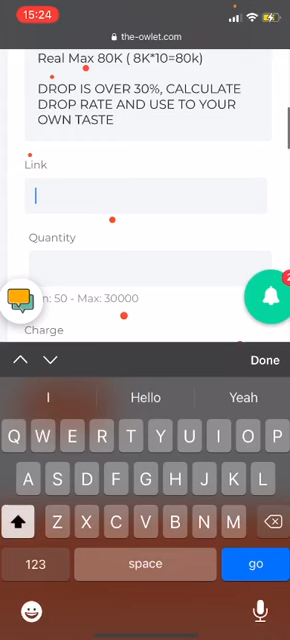 15:24
the-owlet.com
Real Max 80K ( 8K*10=80k)
DROP IS OVER 30%, CALCULATE
DROP RATE AND USE TO YOUR
OWN TASTE
Link
Quantity
n: 50 - Max: 30000
Charge
Done
I Hello Yeah
Q W E R T Y U I O P
A S D F G H J K L
Z X C V B N M
123 space go